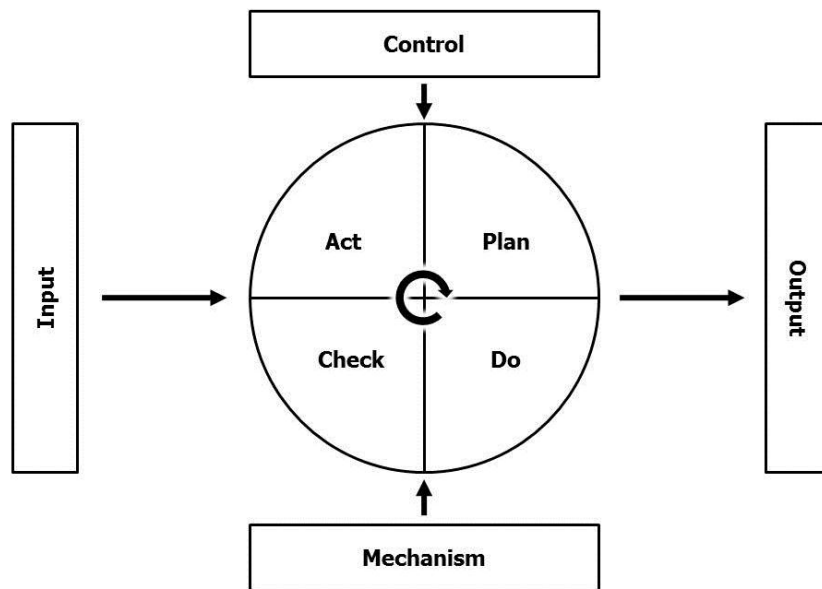 Control
Input
Act
Plan
Output
Check
Do
Mechanism